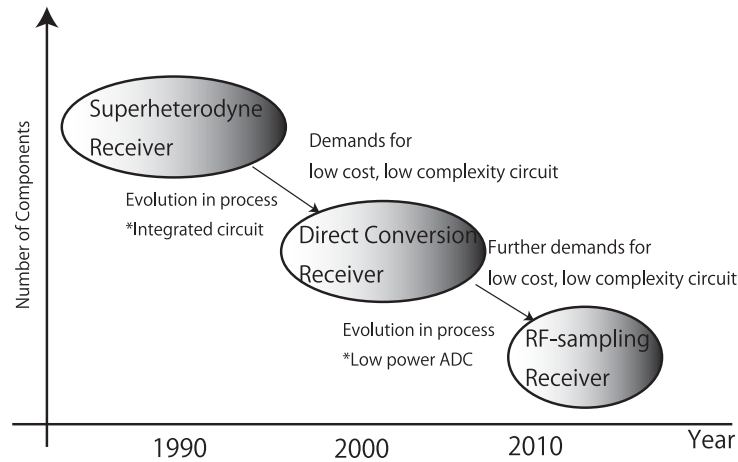 Number of Components
Superheterodyne
Receiver
Demands for
low cost, low complexity circuit
Evolution in process
*Integrated circuit
Direct Conversion
Receiver
Further demands for
low cost, low complexity circuit
Evolution in process
*Low power ADC
RF-sampling
Receiver
1990
2000
2010
Year